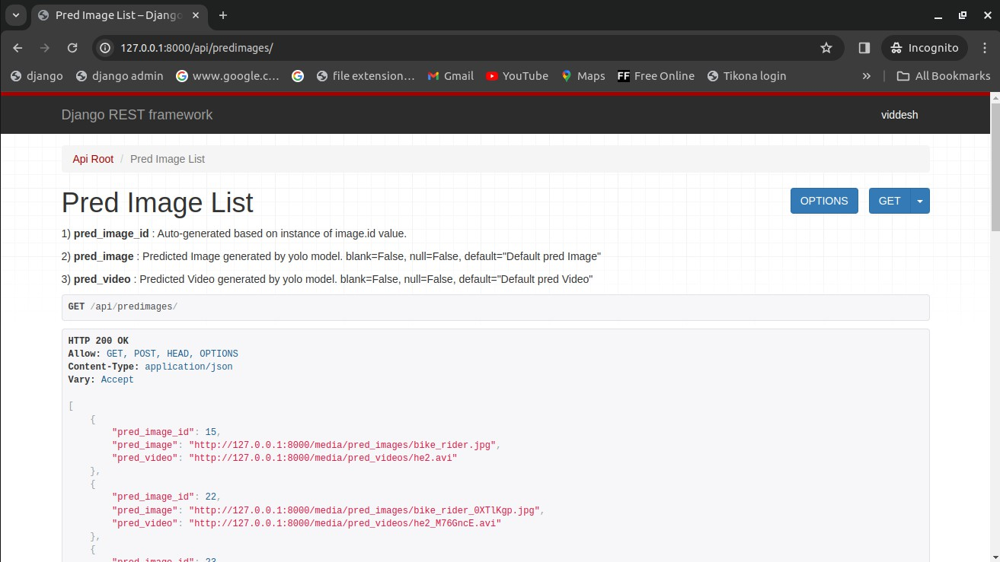 Pred Image List – Django
127.0.0.1:8000/api/predimages/
Incognito
django
django admin
www.google.c...
file extension...
Gmail
YouTube
Maps
FF Free Online
Tikona login
»
All Bookmarks
Django REST framework
viddesh
Api Root / Pred Image List
Pred Image List
OPTIONS
GET
1) pred_image_id : Auto-generated based on instance of image.id value.
2) pred_image : Predicted Image generated by yolo model. blank=False, null=False, default="Default pred Image"
3) pred_video : Predicted Video generated by yolo model. blank=False, null=False, default="Default pred Video"
GET /api/predimages/
HTTP 200 OK
Allow: GET, POST, HEAD, OPTIONS
Content-Type: application/json
Vary: Accept
[
{
"pred_image_id": 15,
"pred_image": "http://127.0.0.1:8000/media/pred_images/bike_rider.jpg",
"pred_video": "http://127.0.0.1:8000/media/pred_videos/he2.avi"
},
{
"pred_image_id": 22,
"pred_image": "http://127.0.0.1:8000/media/pred_images/bike_rider_0XTlKgp.jpg",
"pred_video": "http://127.0.0.1:8000/media/pred_videos/he2_M76GncE.avi"
},
{
"pred_image_id": 23